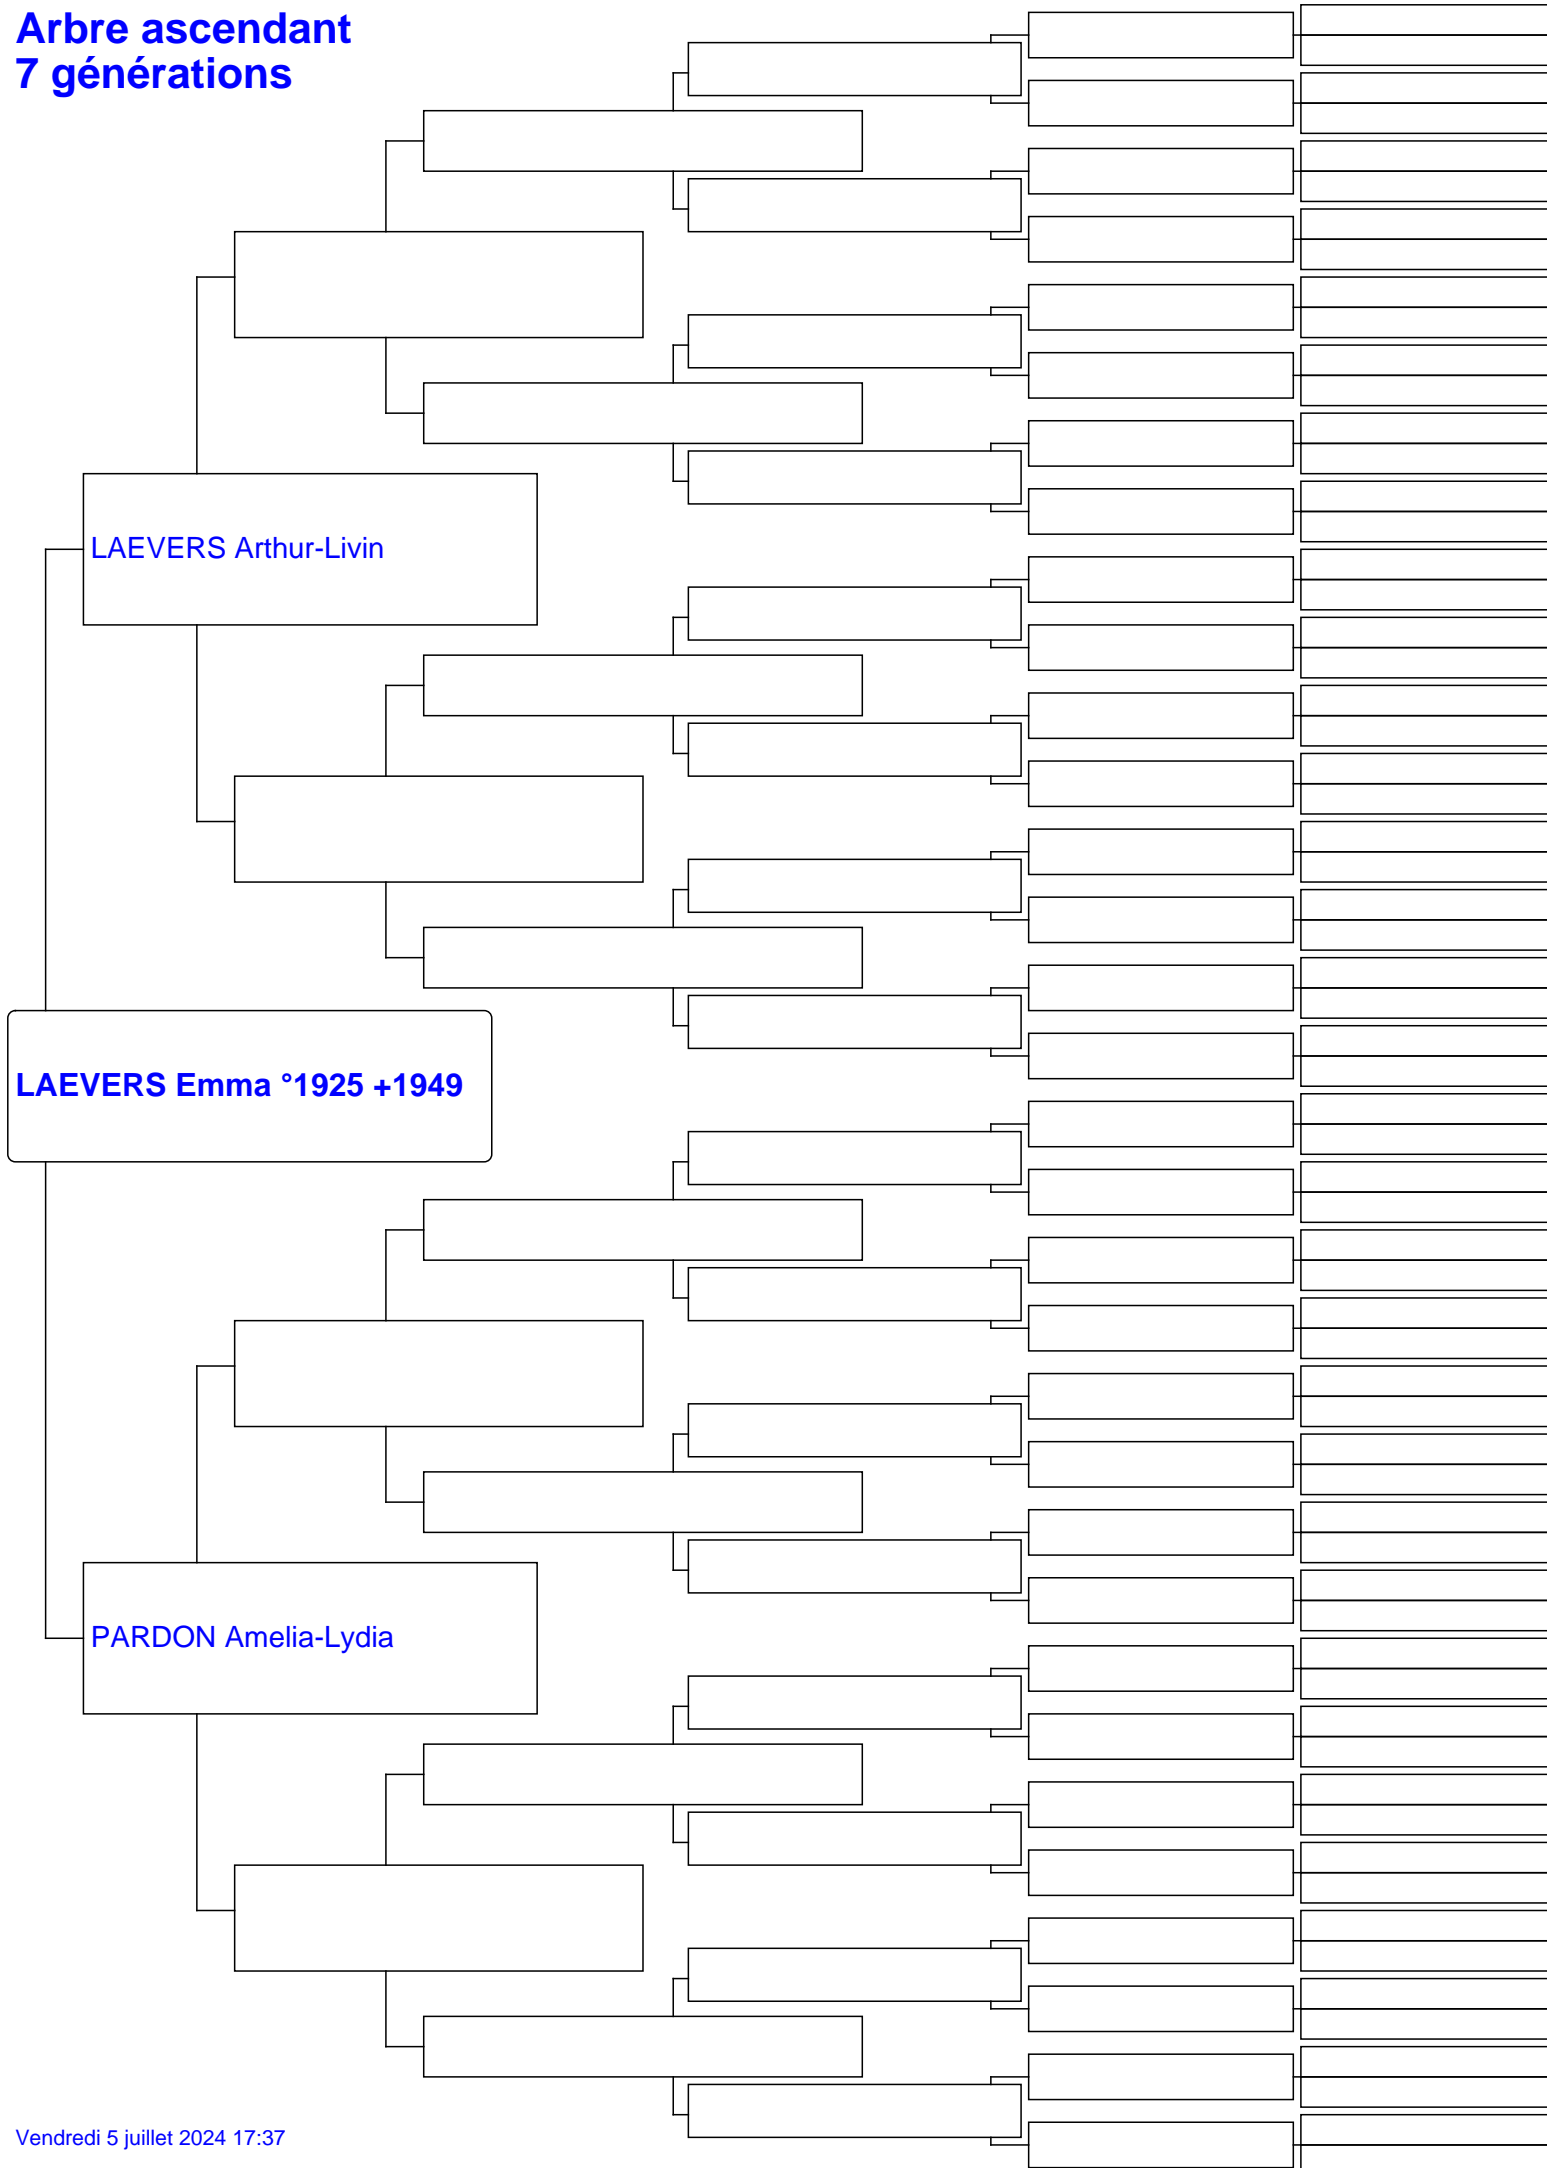 Arbre ascendant
7 générations
LAEVERS Arthur-Livin
LAEVERS Emma °1925 +1949
PARDON Amelia-Lydia
Vendredi 5 juillet 2024 17:37